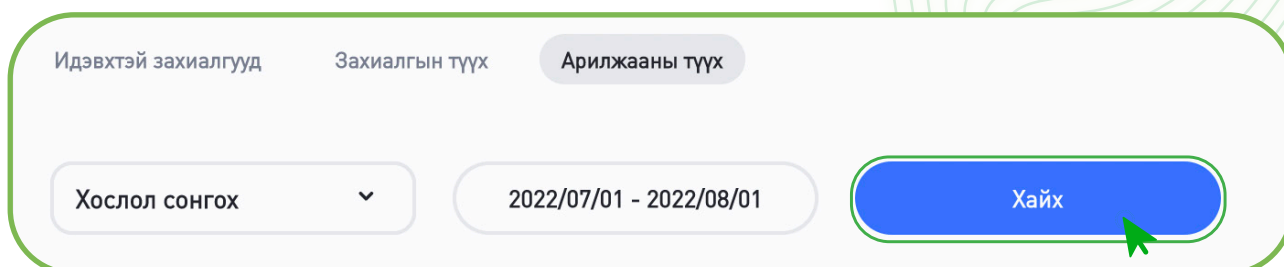 Идэвхтэй захиалгууд Захиалгын түүх Арилжааны түүх
Хослол сонгох 2022/07/01 - 2022/08/01 Хайх